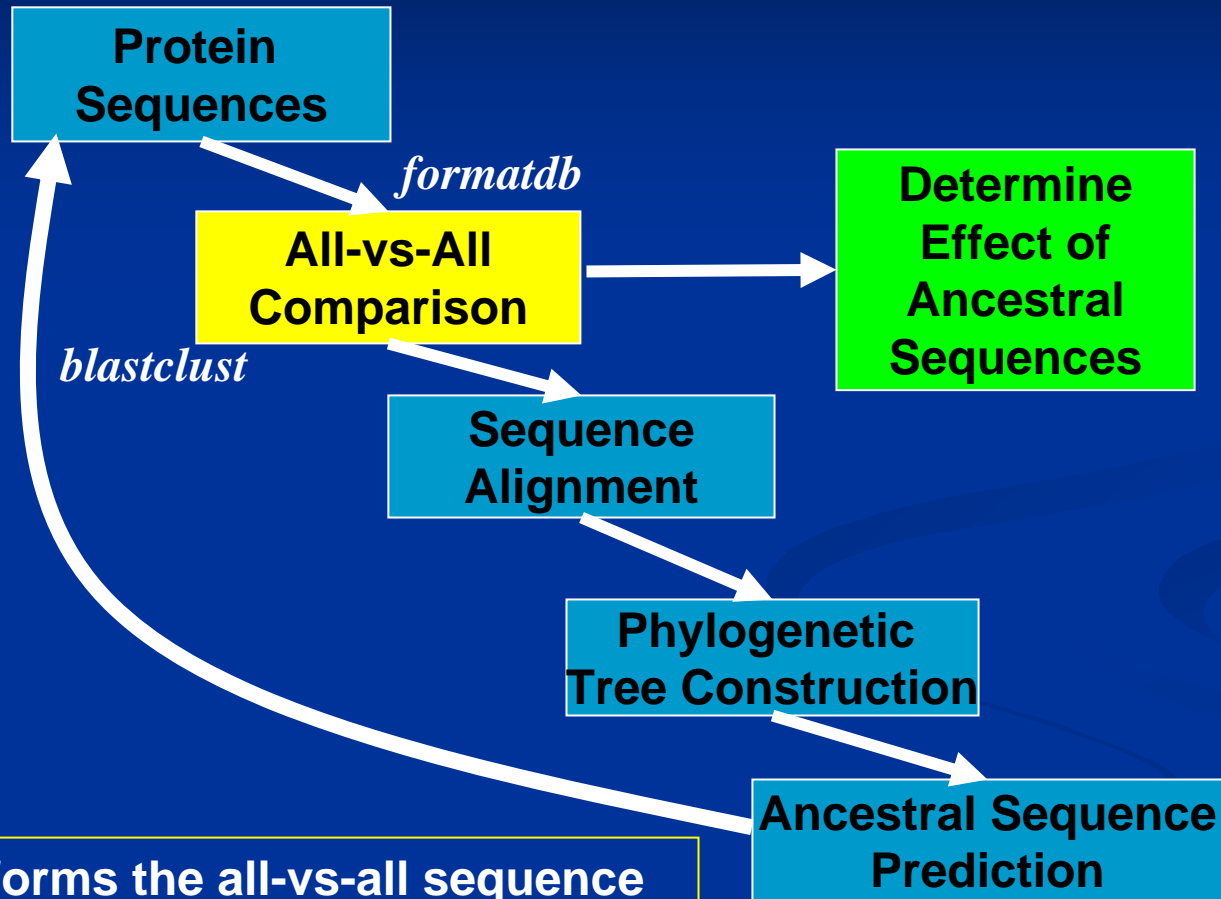 Protein
Sequences
formatdb
All-vs-All
Comparison
Determine
Effect of
Ancestral
Sequences
blastclust
Sequence
Alignment
Phylogenetic
Tree Construction
Ancestral Sequence
Prediction
orms the all-vs-all sequence